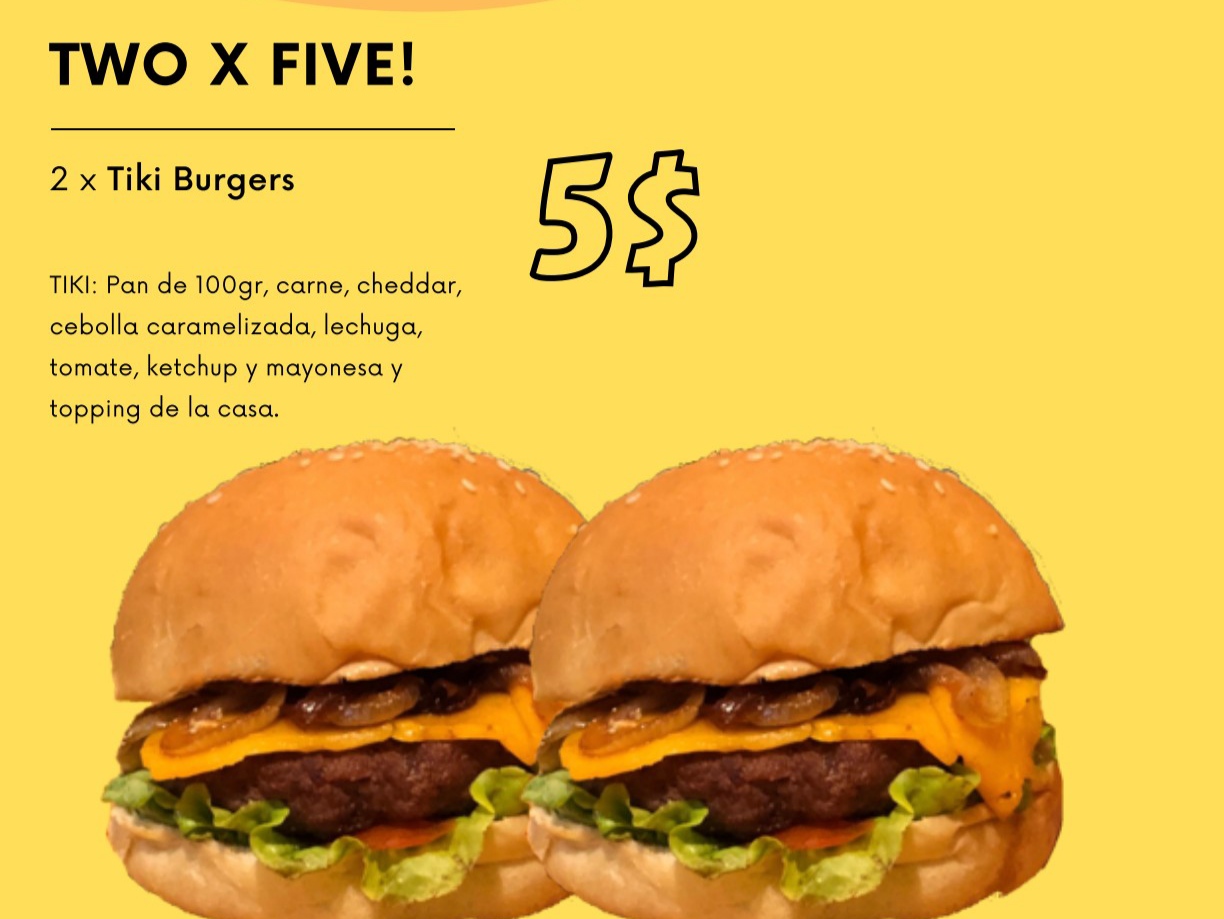 TWO X FIVE!
2 x Tiki Burgers
5$
TIKI: Pan de 100gr, carne, cheddar,
cebolla caramelizada, lechuga,
tomate, ketchup y mayonesa y
topping de la casa.